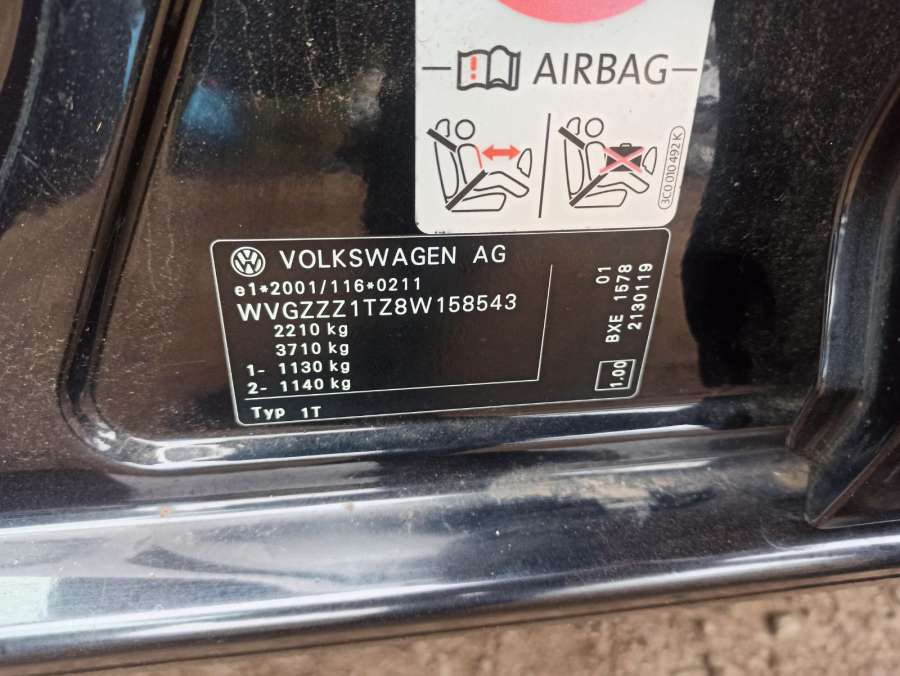 AIRBAG
3C0 010 492 K
VOLKSWAGEN AG
e1*2001/116*0211
WVGZZZ1TZ8W158543
2210 kg
3710 kg
1- 1130 kg
2- 1140 kg
Typ 1T
01
BXE 1578
2130119
1.00